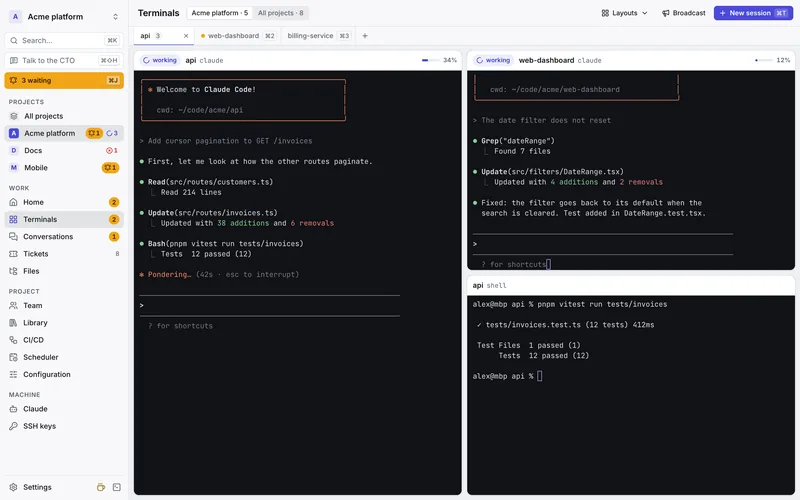 A Acme platform
Search... ⌘K
Talk to the CTO ⌘⇧H
3 waiting ⌘J
PROJECTS
All projects
A Acme platform 1 3
D Docs 1
M Mobile 1
WORK
Home 2
Terminals 2
Conversations 1
Tickets 8
Files
PROJECT
Team
Library
CI/CD
Scheduler
Configuration
MACHINE
Claude
SSH keys
Settings
Terminals Acme platform · 5 All projects · 8 Layouts Broadcast + New session ⌘T
api 3 × web-dashboard ⌘2 billing-service ⌘3 +
working api claude 34%
✻ Welcome to Claude Code!
cwd: ~/code/acme/api
> Add cursor pagination to GET /invoices
● First, let me look at how the other routes paginate.
● Read(src/routes/customers.ts)
⎿ Read 214 lines
● Update(src/routes/invoices.ts)
⎿ Updated with 38 additions and 6 removals
● Bash(pnpm vitest run tests/invoices)
⎿ Tests 12 passed (12)
✻ Pondering… (42s · esc to interrupt)
>
? for shortcuts
working web-dashboard claude 12%
cwd: ~/code/acme/web-dashboard
> The date filter does not reset
● Grep("dateRange")
⎿ Found 7 files
● Update(src/filters/DateRange.tsx)
⎿ Updated with 4 additions and 2 removals
● Fixed: the filter goes back to its default when the
search is cleared. Test added in DateRange.test.tsx.
>
? for shortcuts
api shell
alex@mbp api % pnpm vitest run tests/invoices
✓ tests/invoices.test.ts (12 tests) 412ms
Test Files 1 passed (1)
Tests 12 passed (12)
alex@mbp api %